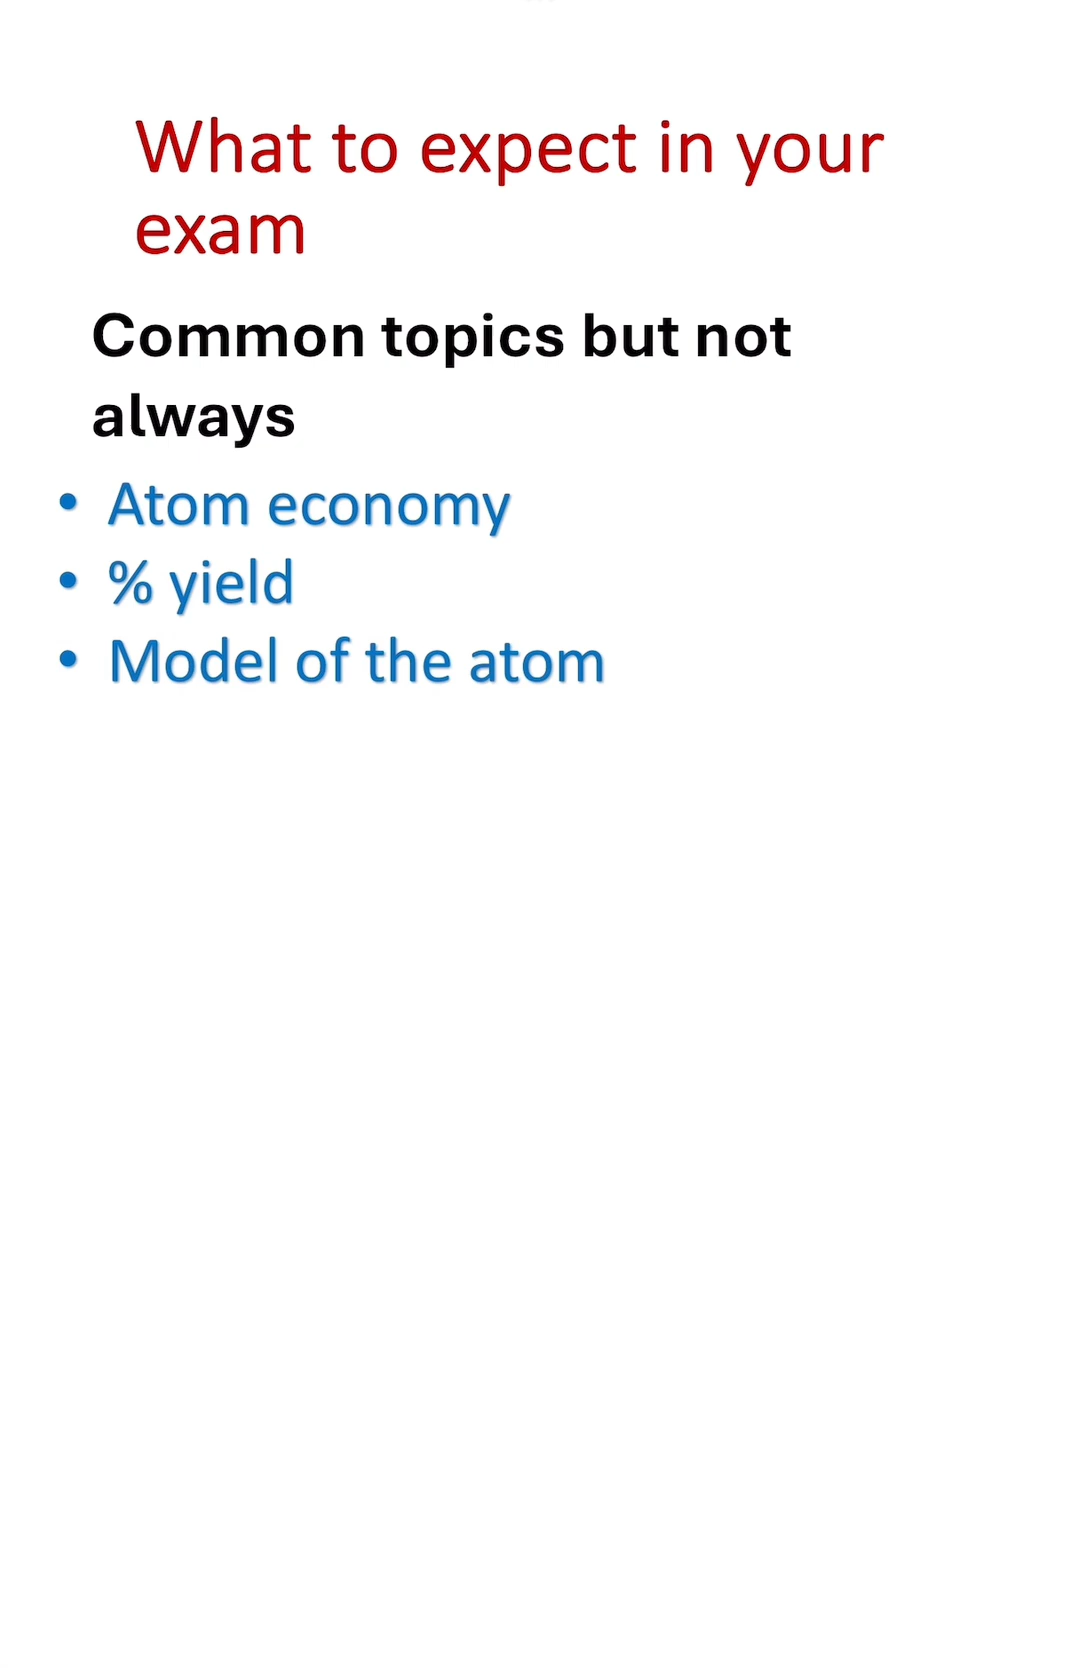 What to expect in your
exam
Common topics but not
always
• Atom economy
• % yield
• Model of the atom